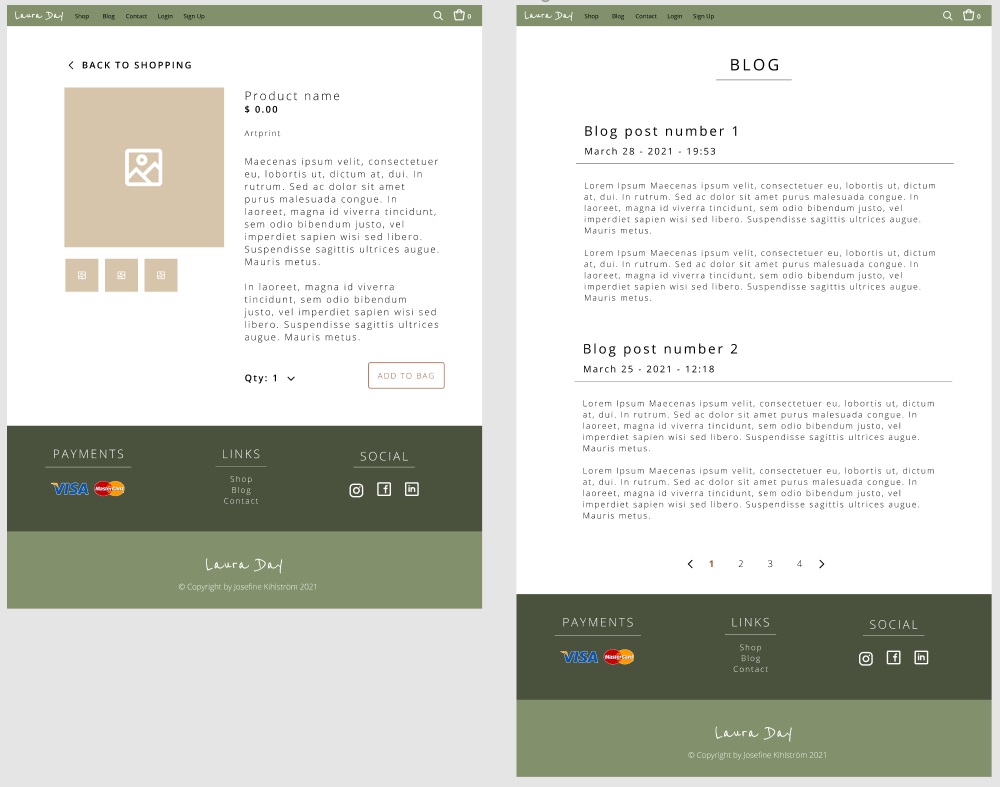 Laura Day Shop Blog Contact Login Sign Up 0
BACK TO SHOPPING
Product name
$ 0.00
Artprint
Maecenas ipsum velit, consectetuer
eu, lobortis ut, dictum at, dui. In
rutrum. Sed ac dolor sit amet
purus malesuada congue. In
laoreet, magna id viverra tincidunt,
sem odio bibendum justo, vel
imperdiet sapien wisi sed libero.
Suspendisse sagittis ultrices augue.
Mauris metus.
In laoreet, magna id viverra
tincidunt, sem odio bibendum
justo, vel imperdiet sapien wisi sed
libero. Suspendisse sagittis ultrices
augue. Mauris metus.
Qty: 1
ADD TO BAG
PAYMENTS
VISA MasterCard
LINKS
Shop
Blog
Contact
SOCIAL
Laura Day
© Copyright by Josefine Kihlström 2021
Laura Day Shop Blog Contact Login Sign Up 0
BLOG
Blog post number 1
March 28 - 2021 - 19:53
Lorem Ipsum Maecenas ipsum velit, consectetuer eu, lobortis ut, dictum
at, dui. In rutrum. Sed ac dolor sit amet purus malesuada congue. In
laoreet, magna id viverra tincidunt, sem odio bibendum justo, vel
imperdiet sapien wisi sed libero. Suspendisse sagittis ultrices augue.
Mauris metus.
Lorem Ipsum Maecenas ipsum velit, consectetuer eu, lobortis ut, dictum
at, dui. In rutrum. Sed ac dolor sit amet purus malesuada congue. In
laoreet, magna id viverra tincidunt, sem odio bibendum justo, vel
imperdiet sapien wisi sed libero. Suspendisse sagittis ultrices augue.
Mauris metus.
Blog post number 2
March 25 - 2021 - 12:18
Lorem Ipsum Maecenas ipsum velit, consectetuer eu, lobortis ut, dictum
at, dui. In rutrum. Sed ac dolor sit amet purus malesuada congue. In
laoreet, magna id viverra tincidunt, sem odio bibendum justo, vel
imperdiet sapien wisi sed libero. Suspendisse sagittis ultrices augue.
Mauris metus.
Lorem Ipsum Maecenas ipsum velit, consectetuer eu, lobortis ut, dictum
at, dui. In rutrum. Sed ac dolor sit amet purus malesuada congue. In
laoreet, magna id viverra tincidunt, sem odio bibendum justo, vel
imperdiet sapien wisi sed libero. Suspendisse sagittis ultrices augue.
Mauris metus.
1 2 3 4
PAYMENTS
VISA MasterCard
LINKS
Shop
Blog
Contact
SOCIAL
Laura Day
© Copyright by Josefine Kihlström 2021